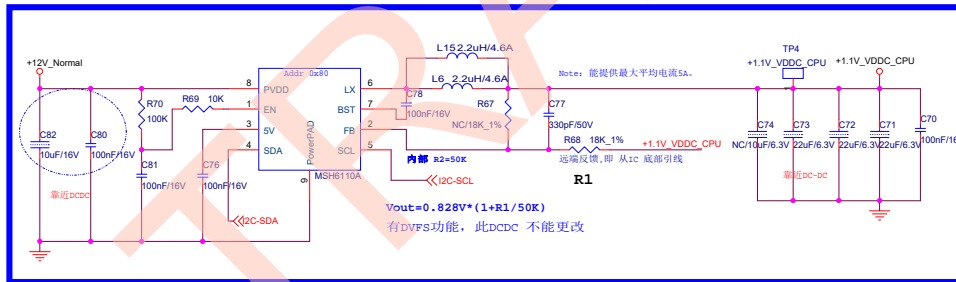 +12V_Normal
C82
10uF/16V
C80
100nF/16V
靠近DCDC
R70
100K
R69 10K
C81
100nF/16V
C76
100nF/16V
I2C-SDA
Addr 0x80
8 PVDD LX 6
1 EN BST 7
3 5V FB 2
4 SDA SCL 5
PowerPAD
9
MSH6110A
内部 R2=50K
I2C-SCL
L15 2.2uH/4.6A
L6 2.2uH/4.6A
C78
100nF/16V
R67
NC/18K_1%
C77
330pF/50V
R68 18K_1%
+1.1V_VDDC_CPU
远端反馈,即 从IC 底部引线
R1
Note: 能提供最大平均电流5A。
Vout=0.828V*(1+R1/50K)
有DVFS功能, 此DCDC 不能更改
TP4
+1.1V_VDDC_CPU
+1.1V_VDDC_CPU
C74
NC/10uF/6.3V
C73
22uF/6.3V
C72
22uF/6.3V
C71
22uF/6.3V
C70
100nF/16V
靠近DC-DC
TRA